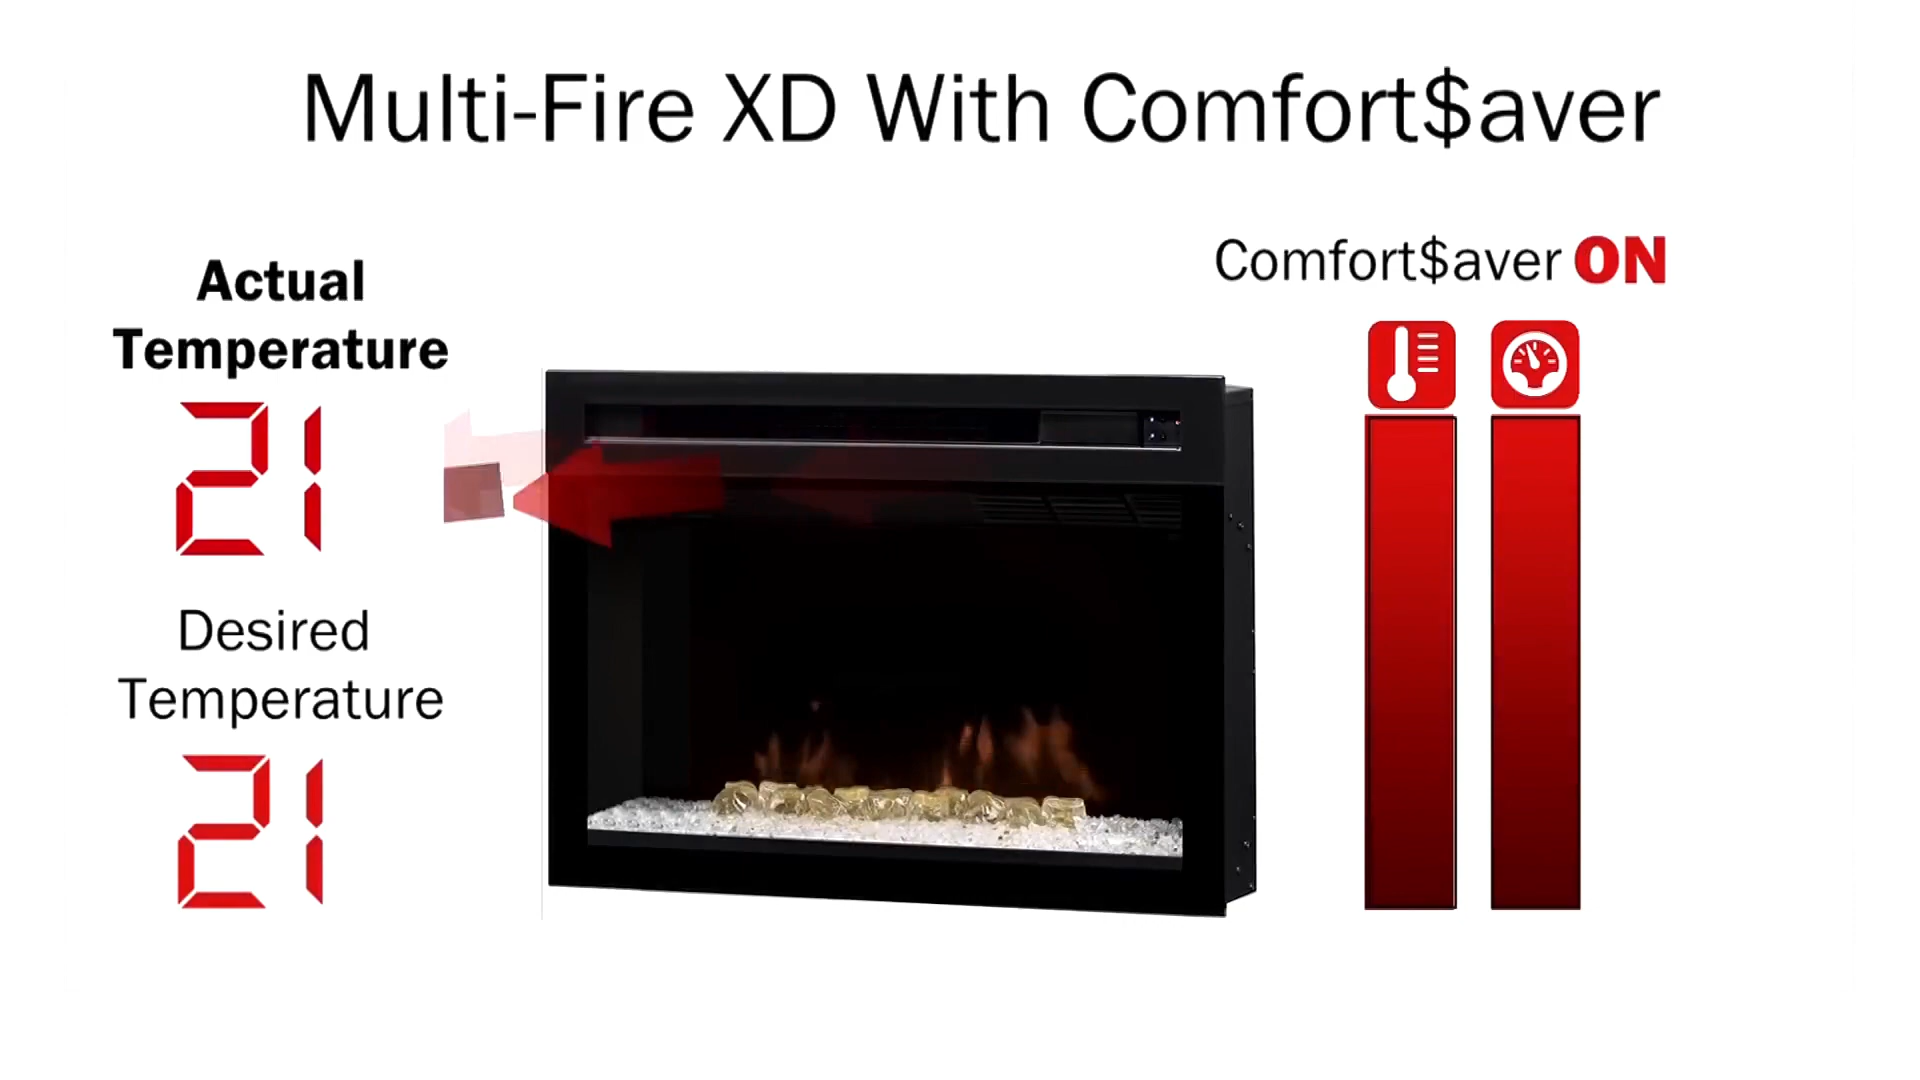 Multi-Fire XD With Comfort$aver
Comfort$aver ON
Actual
Temperature
21
Desired
Temperature
21